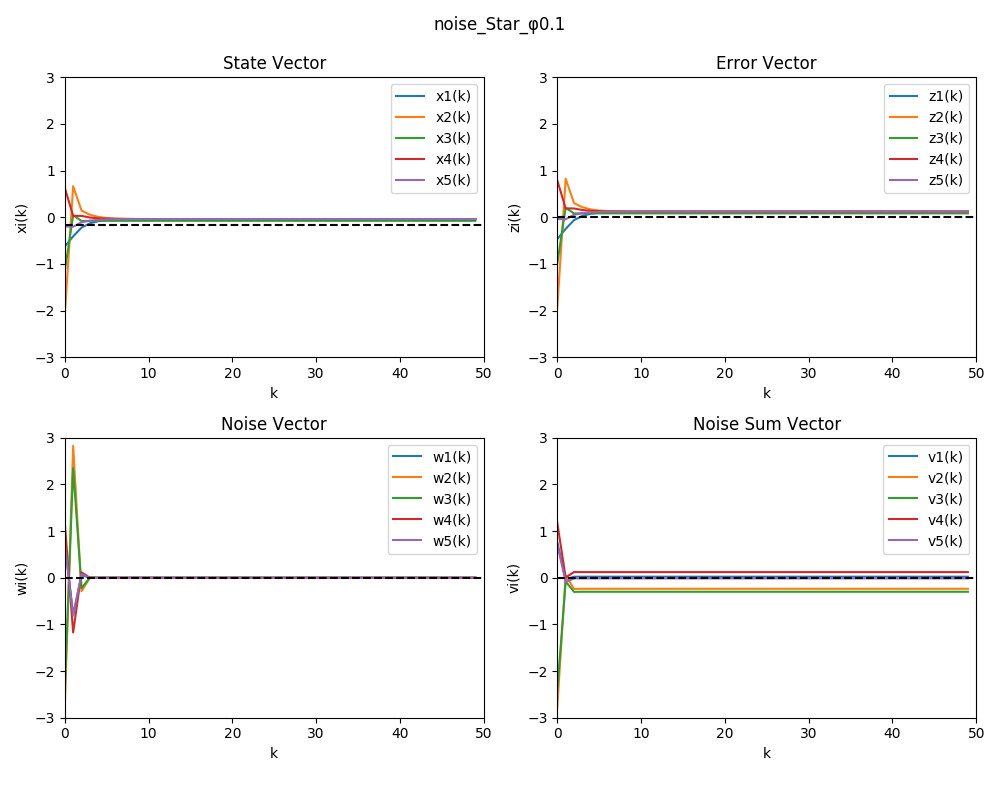 noise_Star_φ0.1
State Vector
3
2
1
0
−1
−2
−3
xi(k)
x1(k)
x2(k)
x3(k)
x4(k)
x5(k)
0
10
20
30
40
50
k
Error Vector
3
2
1
0
−1
−2
−3
zi(k)
z1(k)
z2(k)
z3(k)
z4(k)
z5(k)
0
10
20
30
40
50
k
Noise Vector
3
2
1
0
−1
−2
−3
wi(k)
w1(k)
w2(k)
w3(k)
w4(k)
w5(k)
0
10
20
30
40
50
k
Noise Sum Vector
3
2
1
0
−1
−2
−3
vi(k)
v1(k)
v2(k)
v3(k)
v4(k)
v5(k)
0
10
20
30
40
50
k